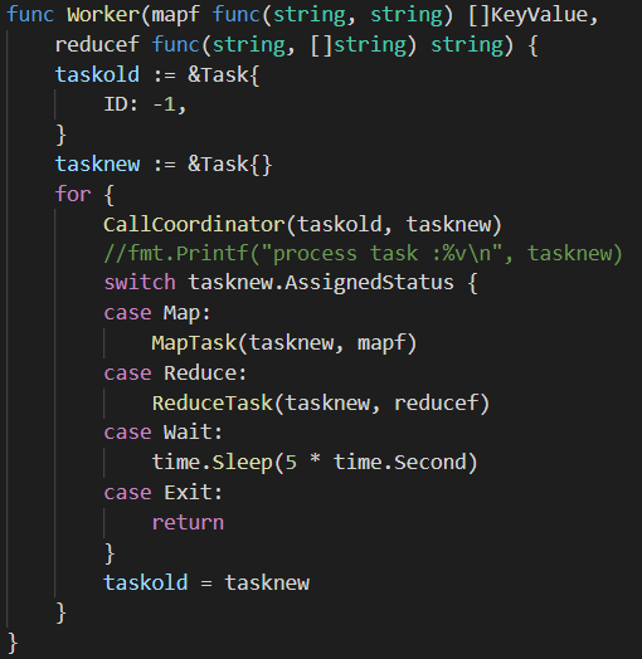 func Worker(mapf func(string, string) []KeyValue,
    reducef func(string, []string) string) {
    taskold := &Task{
        ID: -1,
    }
    tasknew := &Task{}
    for {
        CallCoordinator(taskold, tasknew)
        //fmt.Printf("process task :%v\n", tasknew)
        switch tasknew.AssignedStatus {
        case Map:
            MapTask(tasknew, mapf)
        case Reduce:
            ReduceTask(tasknew, reducef)
        case Wait:
            time.Sleep(5 * time.Second)
        case Exit:
            return
        }
        taskold = tasknew
    }
}